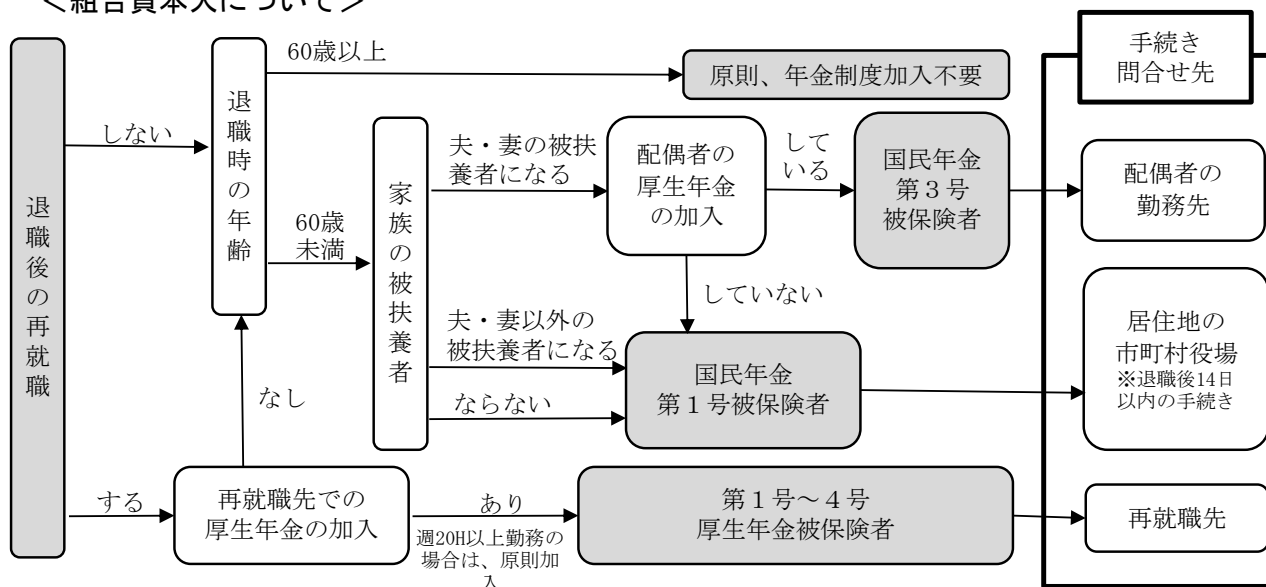 ＜組合員本人について＞
手続き
問合せ先
60歳以上
原則、年金制度加入不要
退職時の年齢
しない
夫・妻の被扶
養者になる
配偶者の
厚生年金
の加入
して
いる
国民年金
第３号
被保険者
配偶者の
勤務先
退職後の再就職
60歳
未満
家族の被扶養者
していない
夫・妻以外の
被扶養者になる
国民年金
第１号被保険者
居住地の
市町村役場
※退職後14日
以内の手続き
なし
ならない
する
再就職先での
厚生年金の加入
あり
週20H以上勤務の
場合は、原則加
入
第１号～４号
厚生年金被保険者
再就職先